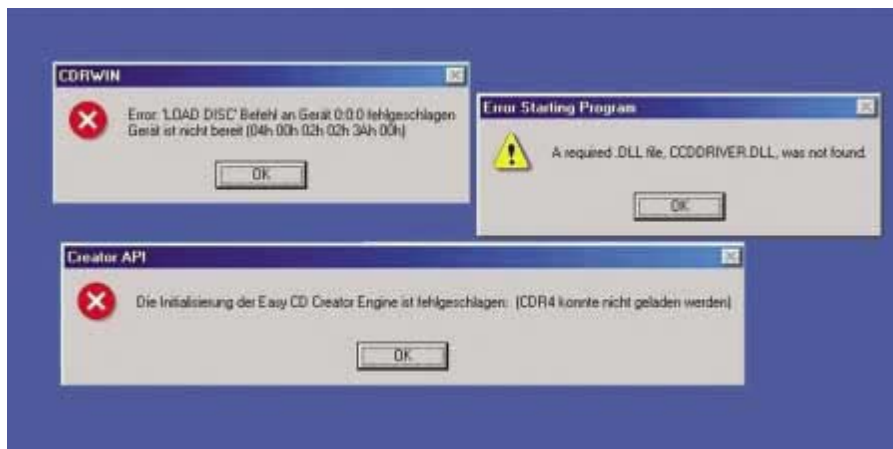 CDRWIN
Error: 'LOAD DISC' Befehl an Gerät 0:0:0 fehlgeschlagen
Gerät ist nicht bereit (04h 00h 02h 02h 3Ah 00h)
OK
Error Starting Program
A required .DLL file, CCDDRIVER.DLL, was not found.
OK
Creator API
Die Initialisierung der Easy CD Creator Engine ist fehlgeschlagen: (CDR4 konnte nicht geladen werden)
OK